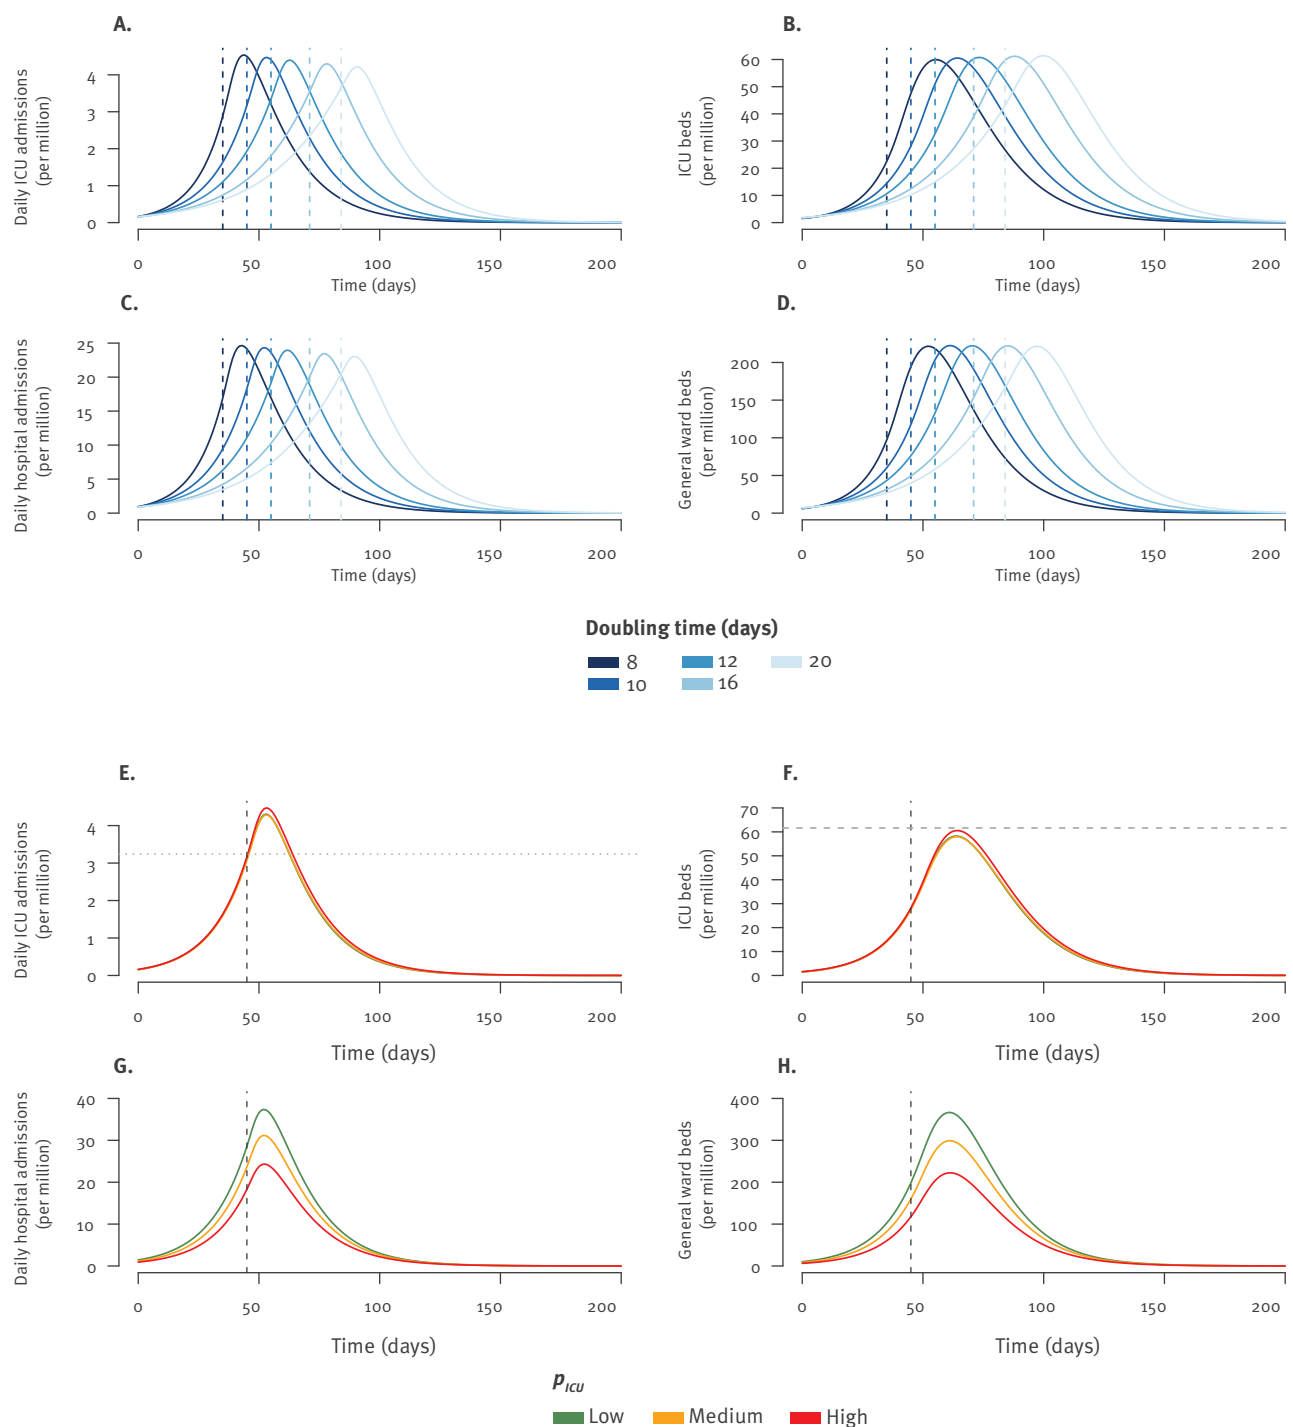 A.
Daily ICU admissions
(per million)
4
3
2
1
0
0 50 100 150 200
Time (days)
B.
ICU beds
(per million)
60
50
40
30
20
10
0
0 50 100 150 200
Time (days)
C.
Daily hospital admissions
(per million)
25
20
15
10
5
0
0 50 100 150 200
Time (days)
D.
General ward beds
(per million)
200
150
100
50
0
0 50 100 150 200
Time (days)
Doubling time (days)
8 12 20
10 16
E.
Daily ICU admissions
(per million)
4
3
2
1
0
0 50 100 150 200
Time (days)
F.
ICU beds
(per million)
70
60
50
40
30
20
10
0
0 50 100 150 200
Time (days)
G.
Daily hospital admissions
(per million)
40
30
20
10
0
0 50 100 150 200
Time (days)
H.
General ward beds
(per million)
400
300
200
100
0
0 50 100 150 200
Time (days)
pICU
Low Medium High